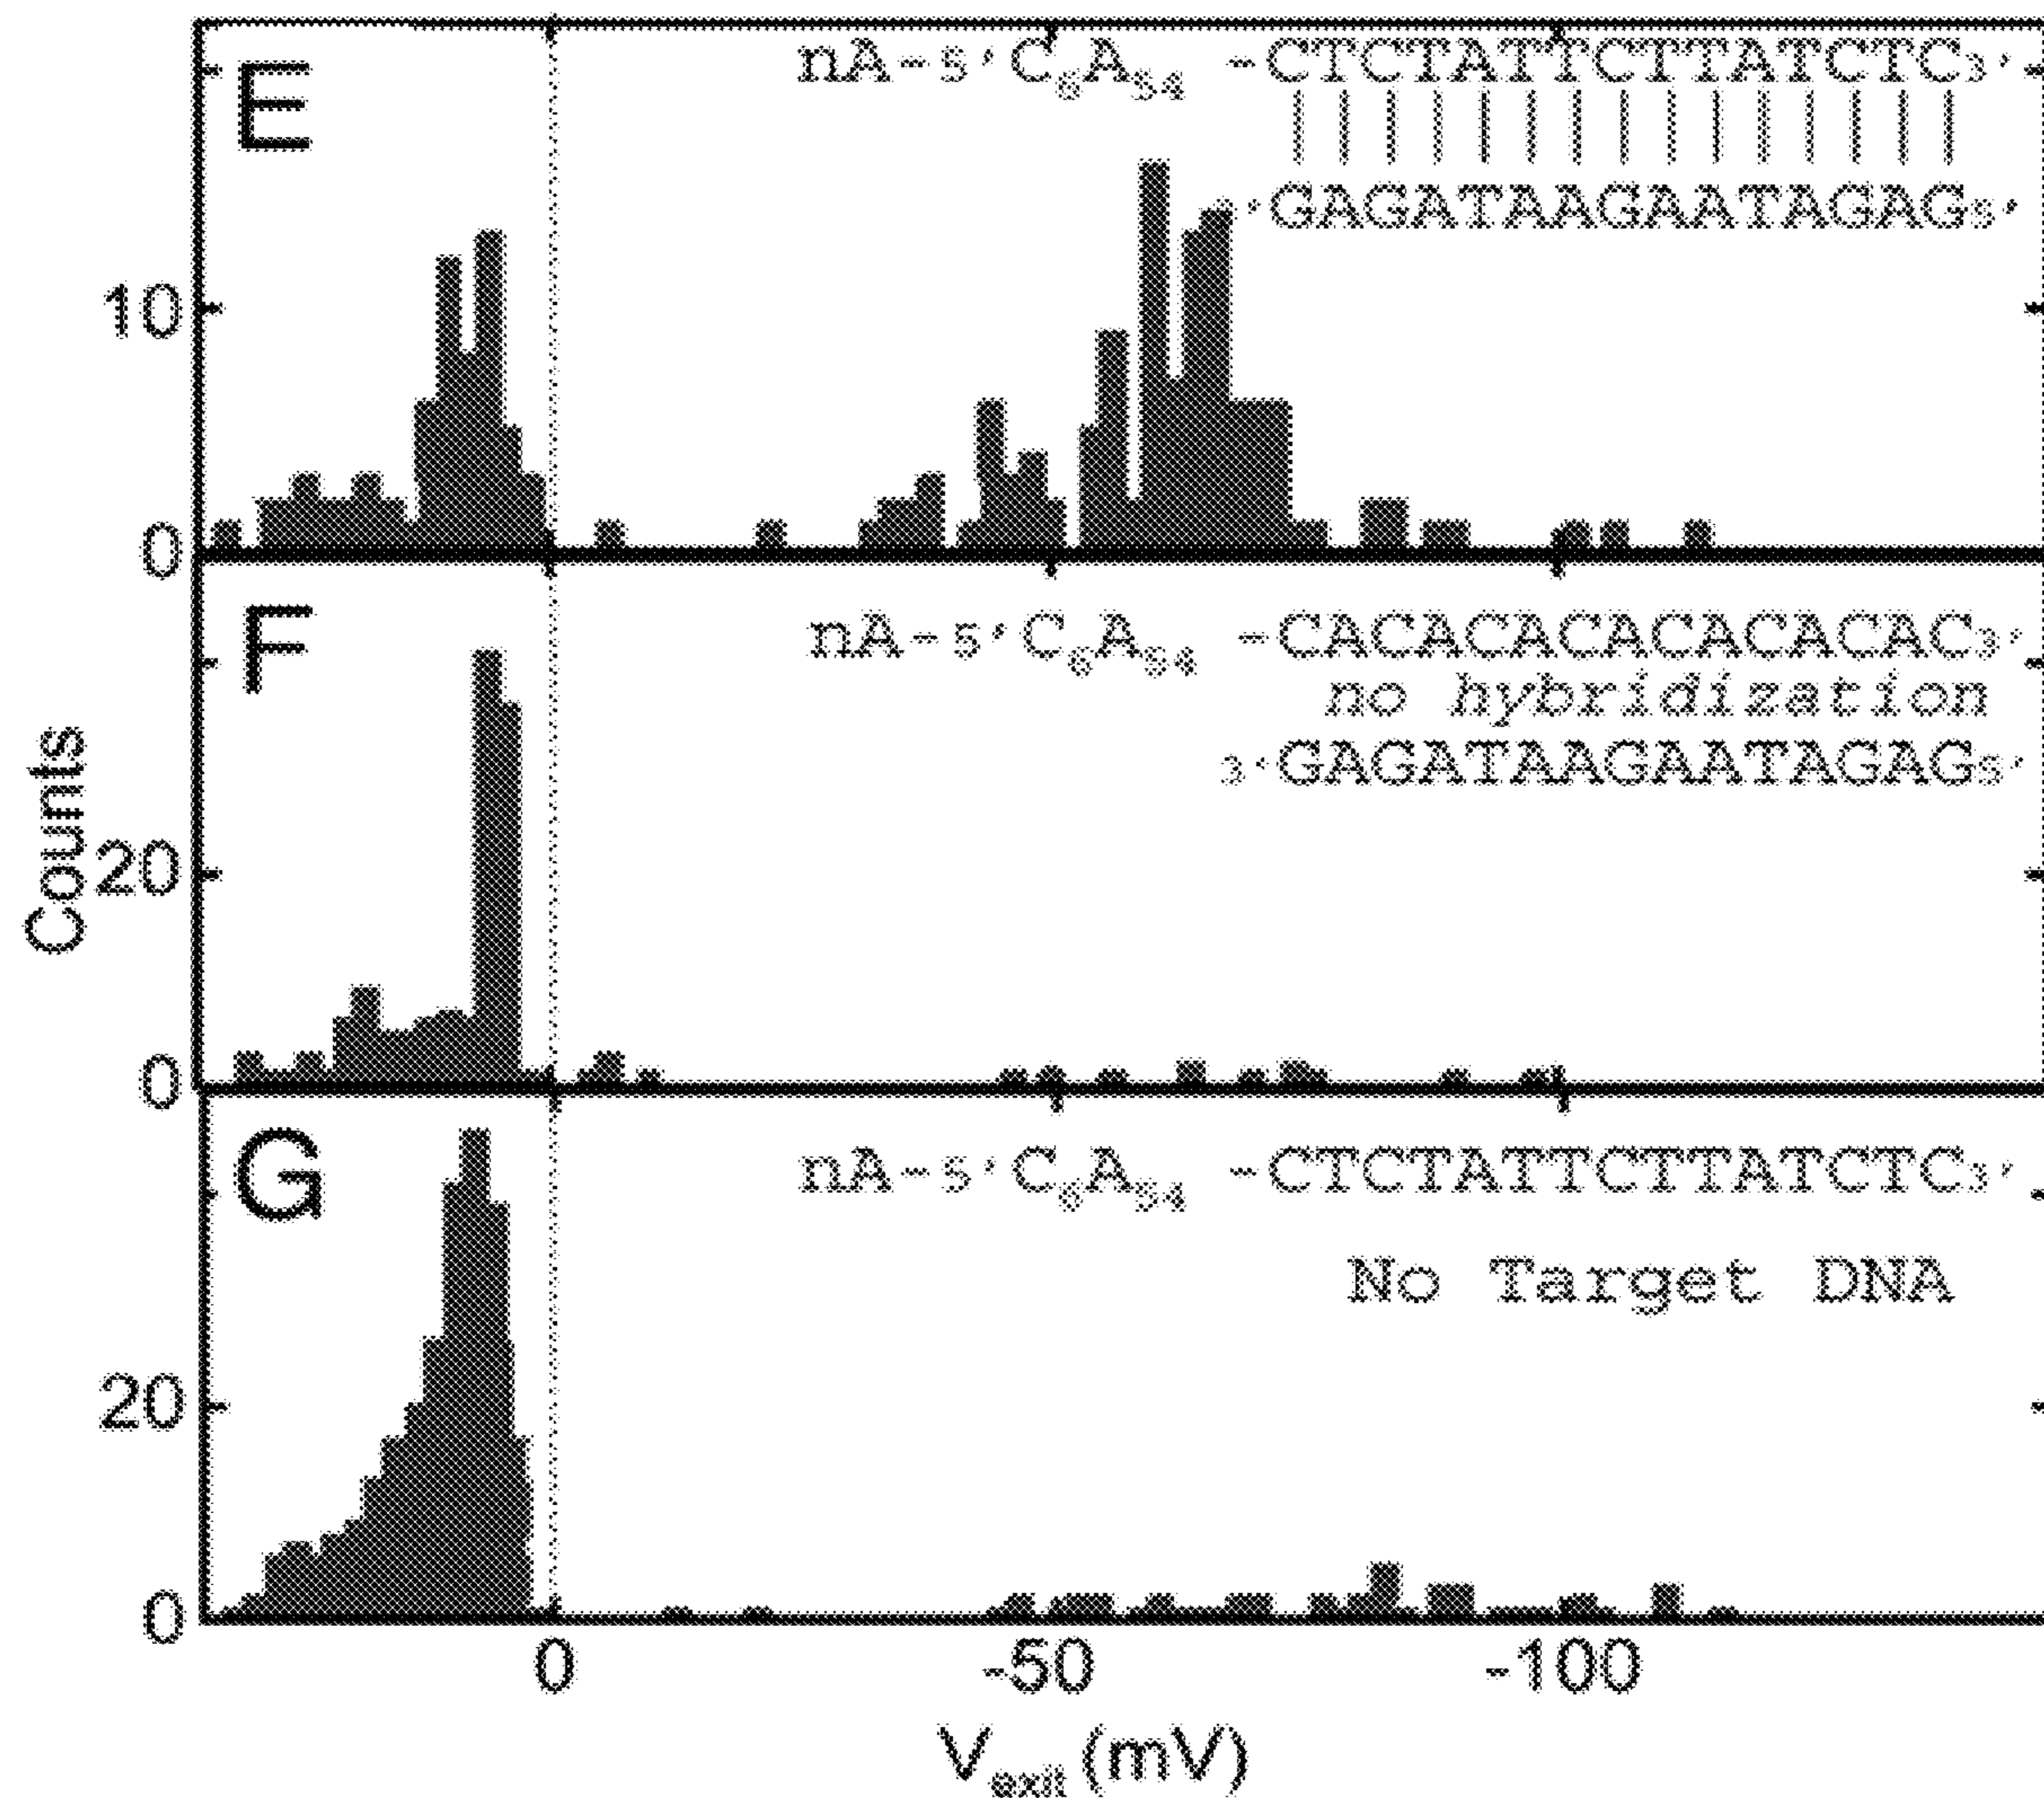 E
nA-5'C6A54 -CTCTATTCTTATCTC3'
3'GAGATAAGAATAGAG5'
10
0
F
nA-5'C6A54 -CACACACACACACAC3'
no hybridization
3'GAGATAAGAATAGAG5'
Counts
20
0
G
nA-5'C6A54 -CTCTATTCTTATCTC3'
No Target DNA
20
0
0 -50 -100
Vexit (mV)